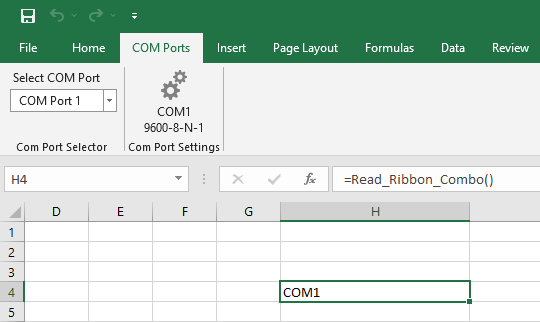 File Home COM Ports Insert Page Layout Formulas Data Review
Select COM Port
COM Port 1
Com Port Selector
COM1
9600-8-N-1
Com Port Settings
H4 fx =Read_Ribbon_Combo()
D E F G H
1
2
3
4 COM1
5